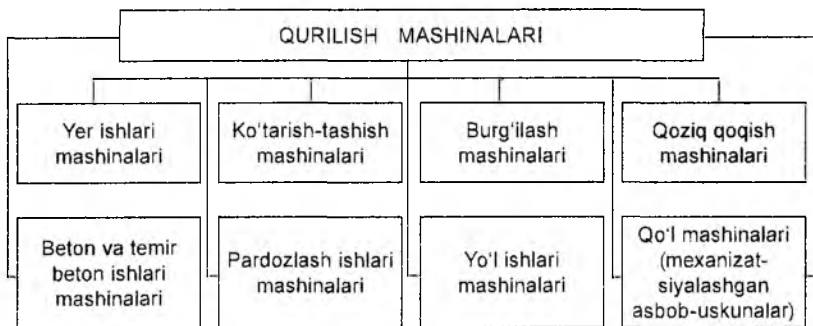 QURILISH MASHINALARI
Yer ishlari
mashinalari
Ko‘tarish-tashish
mashinalari
Burg‘ilash
mashinalari
Qoziq qoqish
mashinalari
Beton va temir
beton ishlari
mashinalari
Pardozlash ishlari
mashinalari
Yo‘l ishlari
mashinalari
Qo‘l mashinalari
(mexanizat-
siyalashgan
asbob-uskunalar)